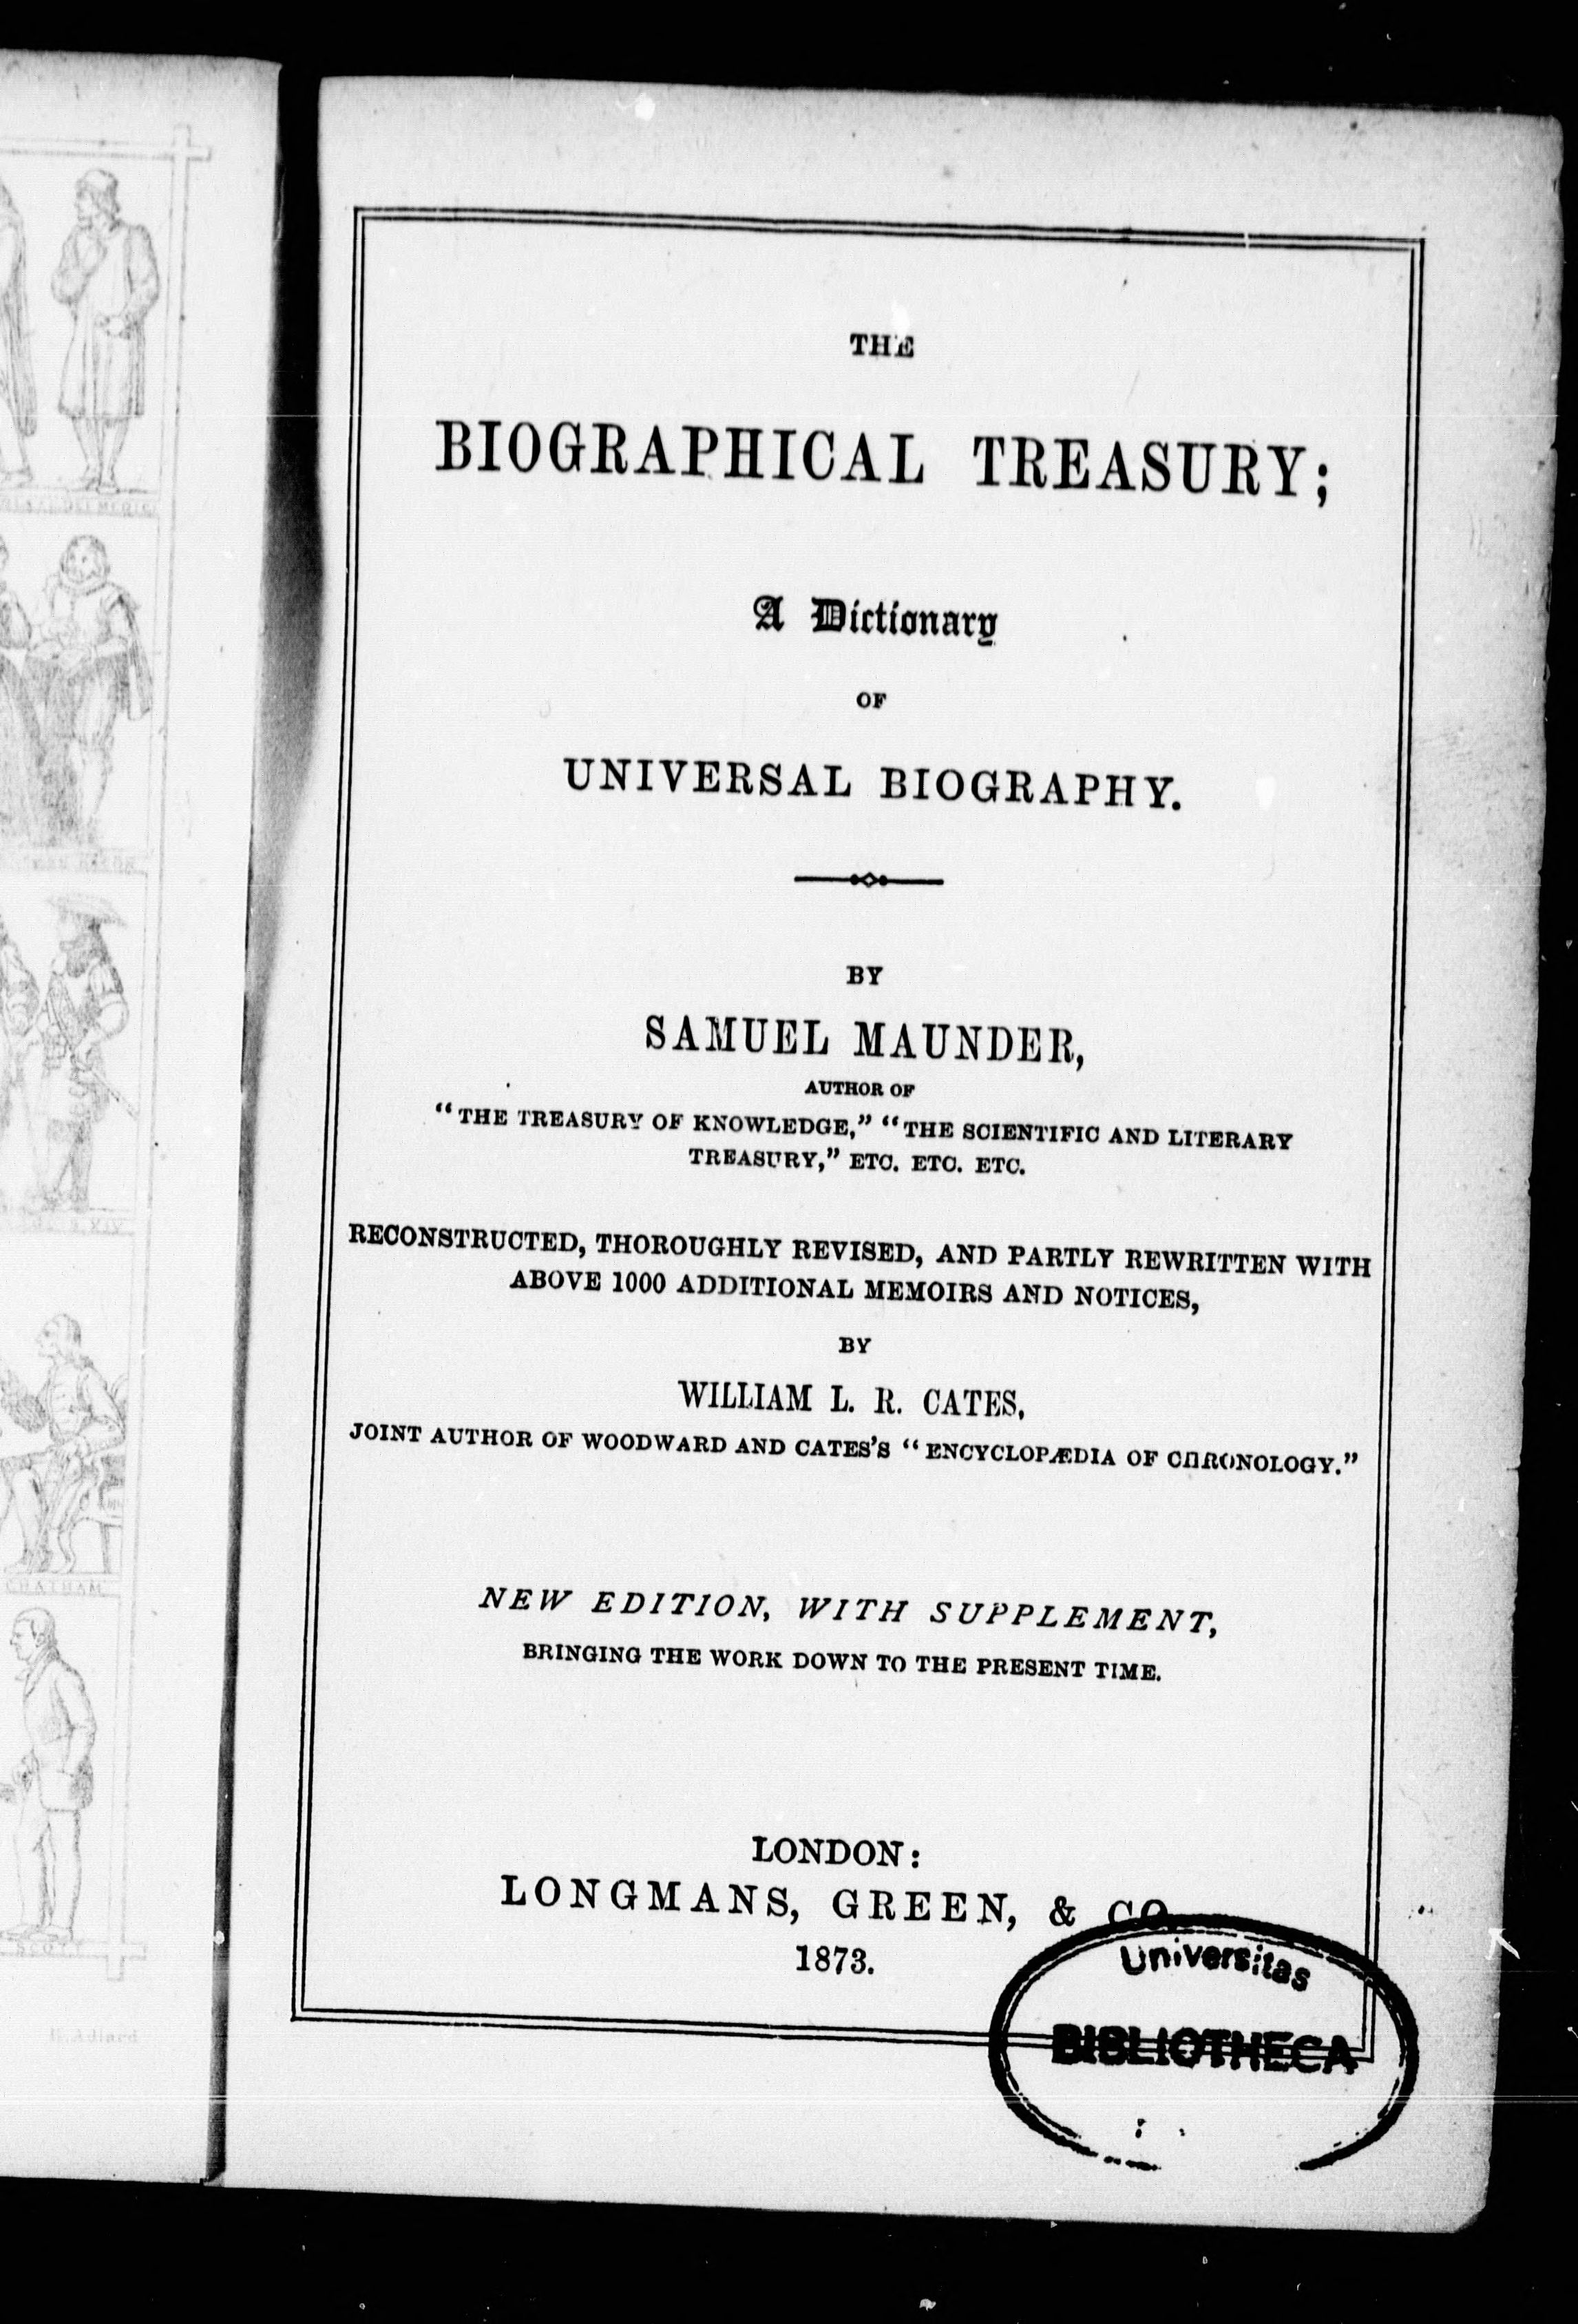 THE
BIOGRAPHICAL TREASURY;
A Dictionary
OF
UNIVERSAL BIOGRAPHY.
BY
SAMUEL MAUNDER,
AUTHOR OF
“THE TREASURY OF KNOWLEDGE,” “THE SCIENTIFIC AND LITERARY
TREASURY,” ETC. ETC. ETC.
RECONSTRUCTED, THOROUGHLY REVISED, AND PARTLY REWRITTEN WITH
ABOVE 1000 ADDITIONAL MEMOIRS AND NOTICES,
BY
WILLIAM L. R. CATES,
JOINT AUTHOR OF WOODWARD AND CATES'S “ENCYCLOPÆDIA OF CHRONOLOGY.”
NEW EDITION, WITH SUPPLEMENT,
BRINGING THE WORK DOWN TO THE PRESENT TIME.
LONDON:
LONGMANS, GREEN, & CO.
1873.
Universitas
BIBLIOTHECA
CHATHAM
SCOTT
H. Adlard